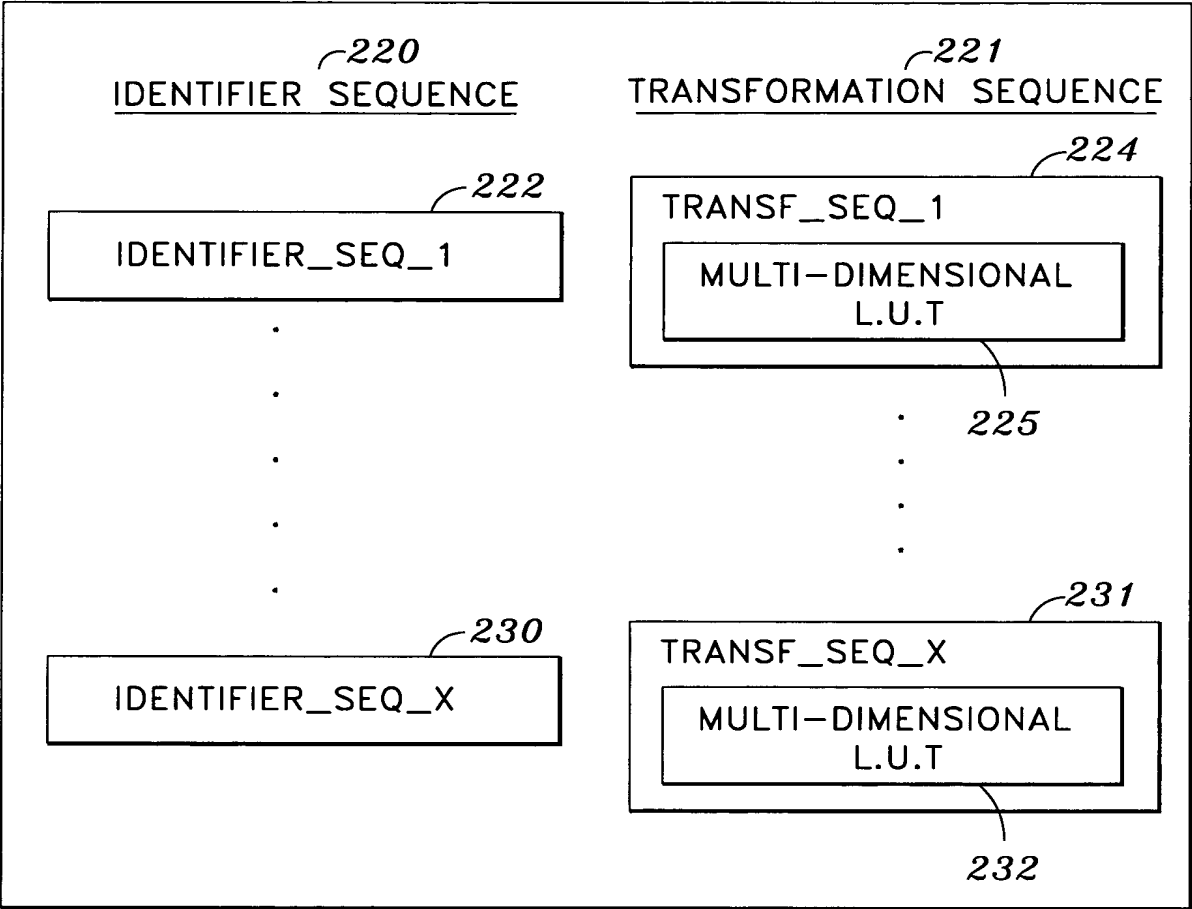 220
IDENTIFIER SEQUENCE
222
IDENTIFIER_SEQ_1
230
IDENTIFIER_SEQ_X
221
TRANSFORMATION SEQUENCE
224
TRANSF_SEQ_1
MULTI-DIMENSIONAL
L.U.T
225
231
TRANSF_SEQ_X
MULTI-DIMENSIONAL
L.U.T
232